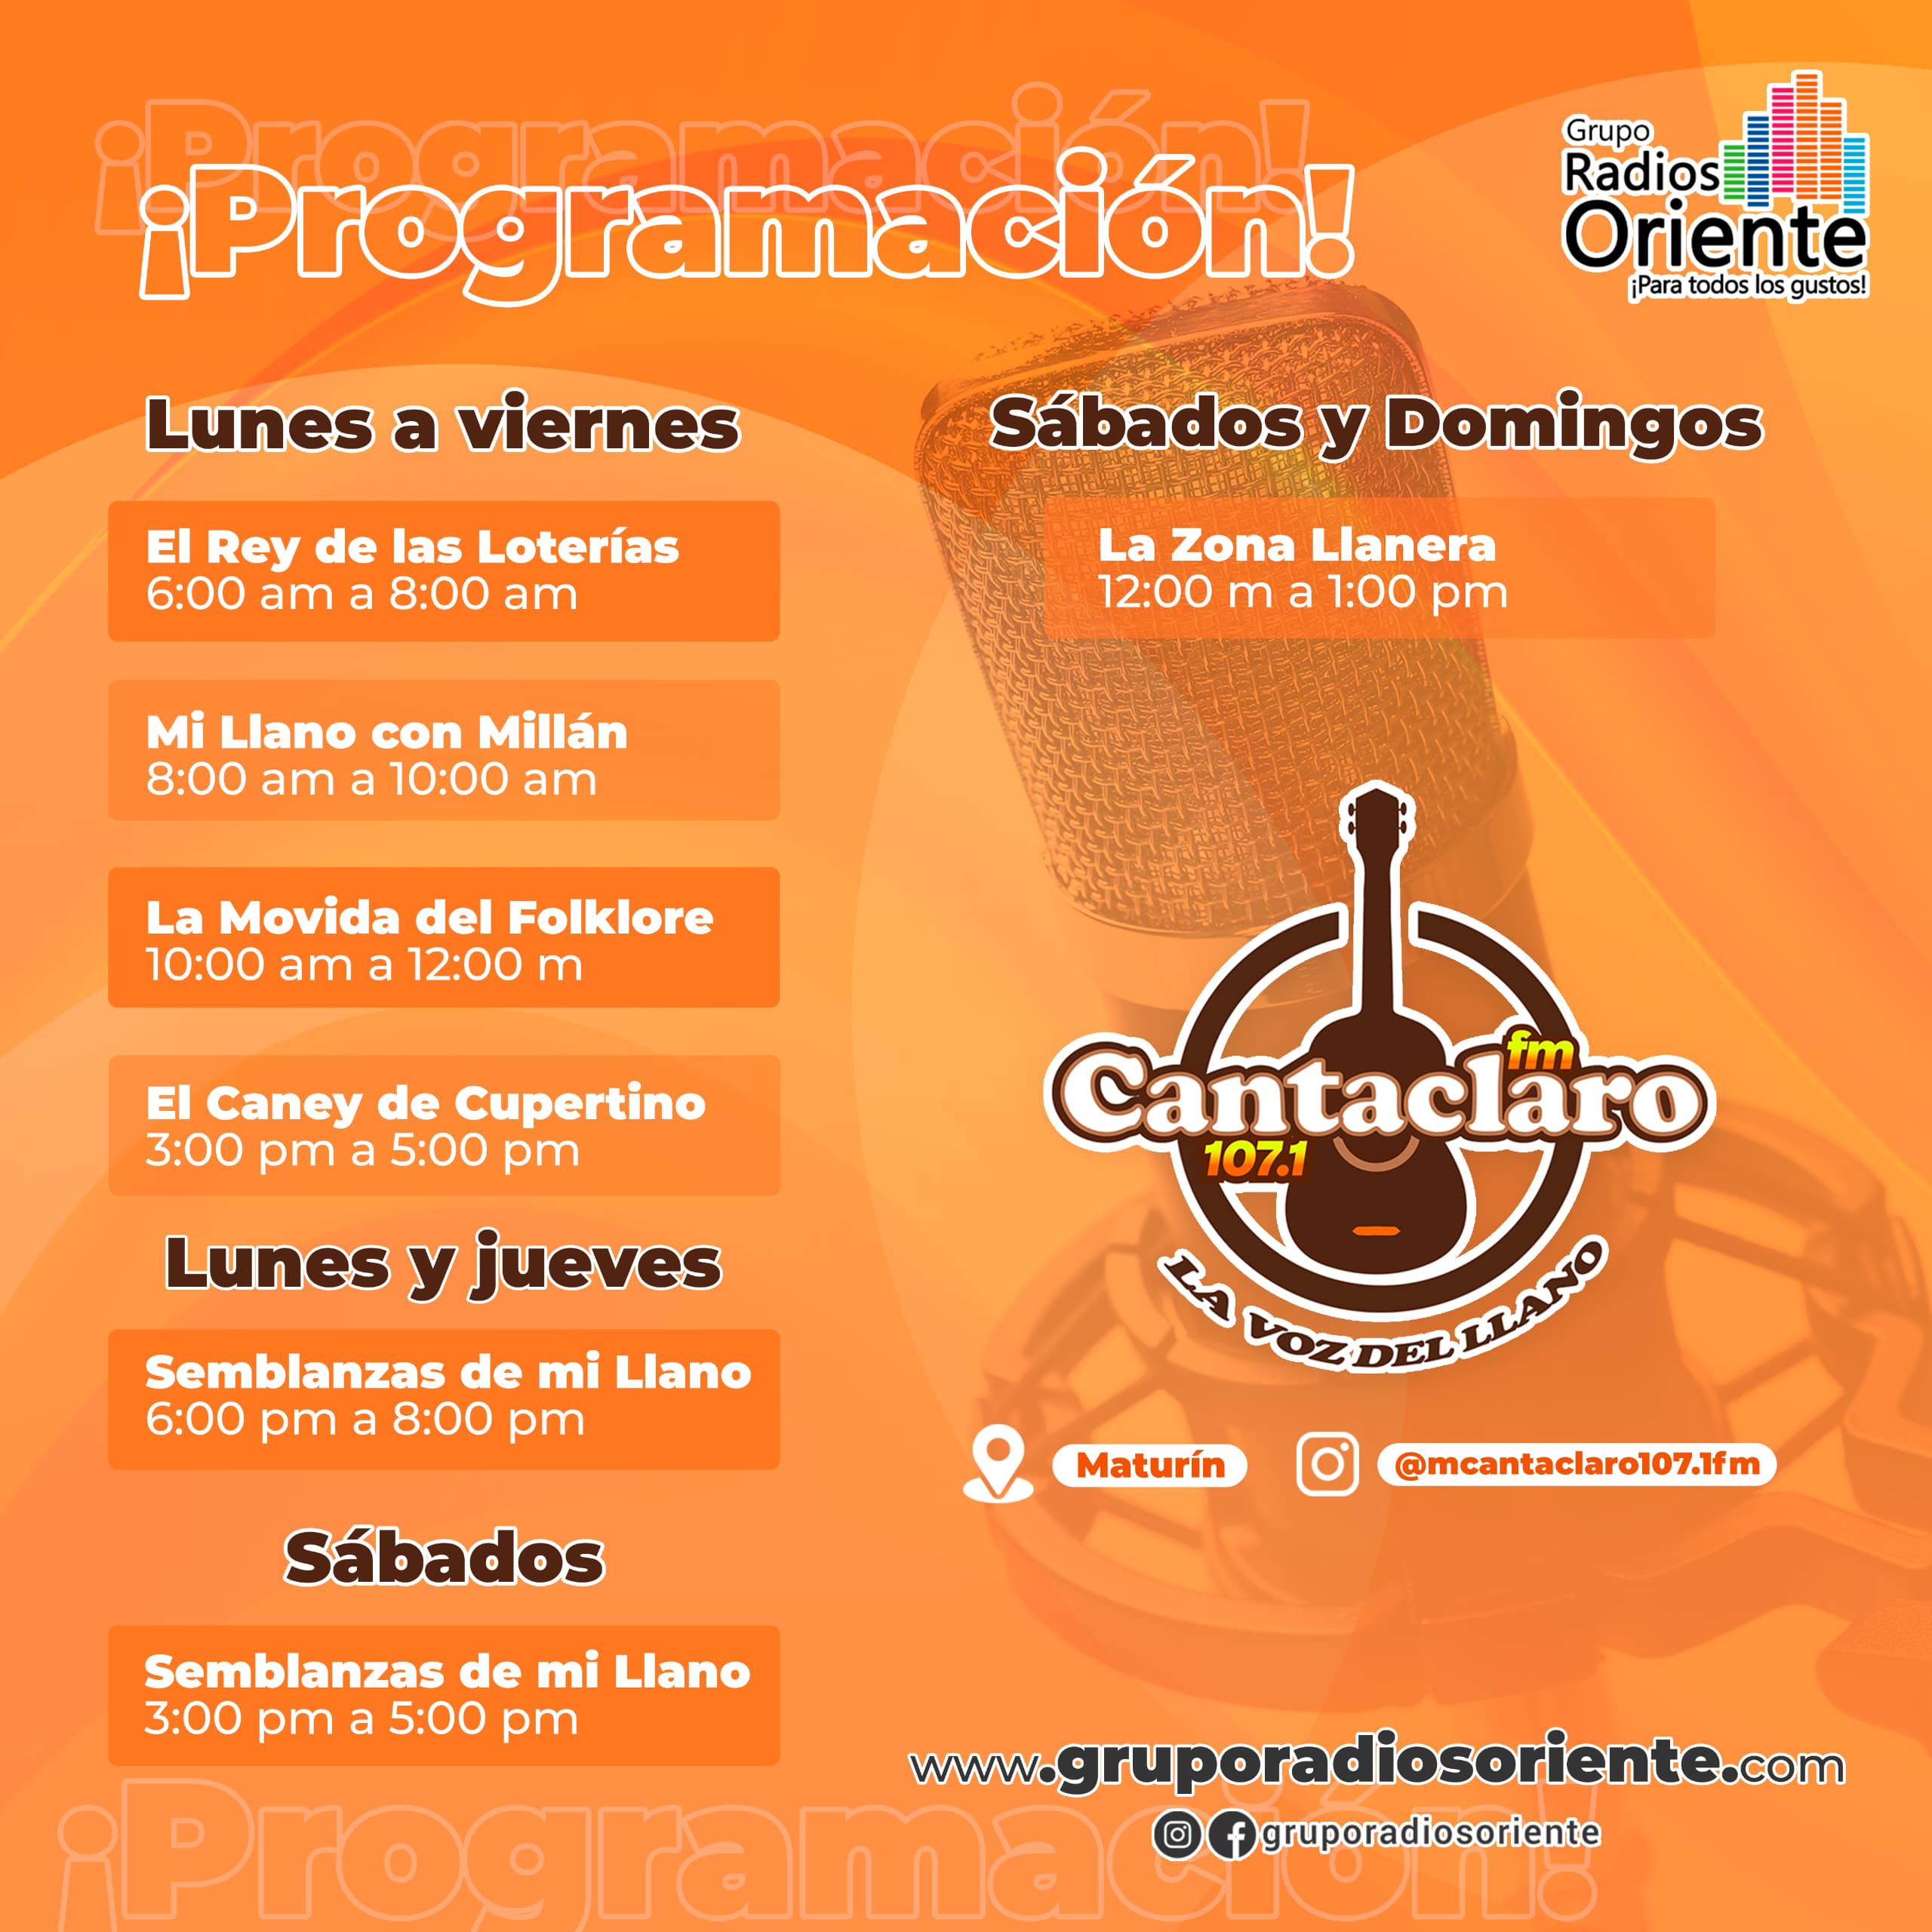 ¡Programación!
¡Programación!
Grupo
Radios
Oriente
¡Para todos los gustos!
Lunes a viernes
El Rey de las Loterías
6:00 am a 8:00 am
Mi Llano con Millán
8:00 am a 10:00 am
La Movida del Folklore
10:00 am a 12:00 m
El Caney de Cupertino
3:00 pm a 5:00 pm
Lunes y jueves
Semblanzas de mi Llano
6:00 pm a 8:00 pm
Sábados
Semblanzas de mi Llano
3:00 pm a 5:00 pm
Sábados y Domingos
La Zona Llanera
12:00 m a 1:00 pm
fm
Cantaclaro
107.1
LA VOZ DEL LLANO
Maturín
@mcantaclaro107.1fm
www.gruporadiosoriente.com
gruporadiosoriente
¡Programación!